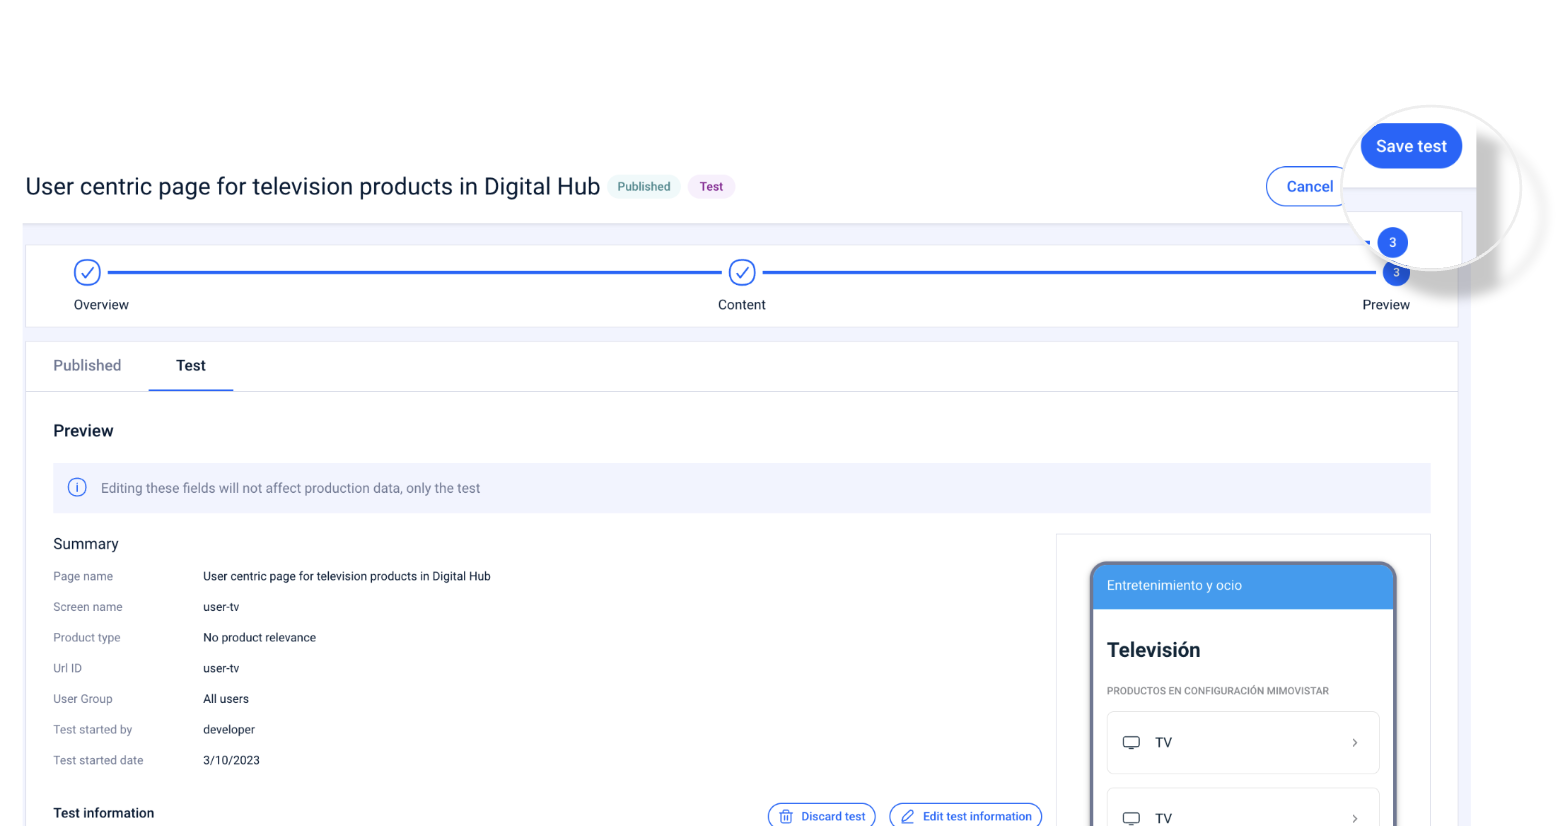 Save test
User centric page for television products in Digital Hub Published Test Cancel
3
3
Overview Content Preview
Published Test
Preview
Editing these fields will not affect production data, only the test
Summary
Page name User centric page for television products in Digital Hub
Screen name user-tv
Product type No product relevance
Url ID user-tv
User Group All users
Test started by developer
Test started date 3/10/2023
Test information Discard test Edit test information
Entretenimiento y ocio
Televisión
PRODUCTOS EN CONFIGURACIÓN MIMOVISTAR
TV
TV